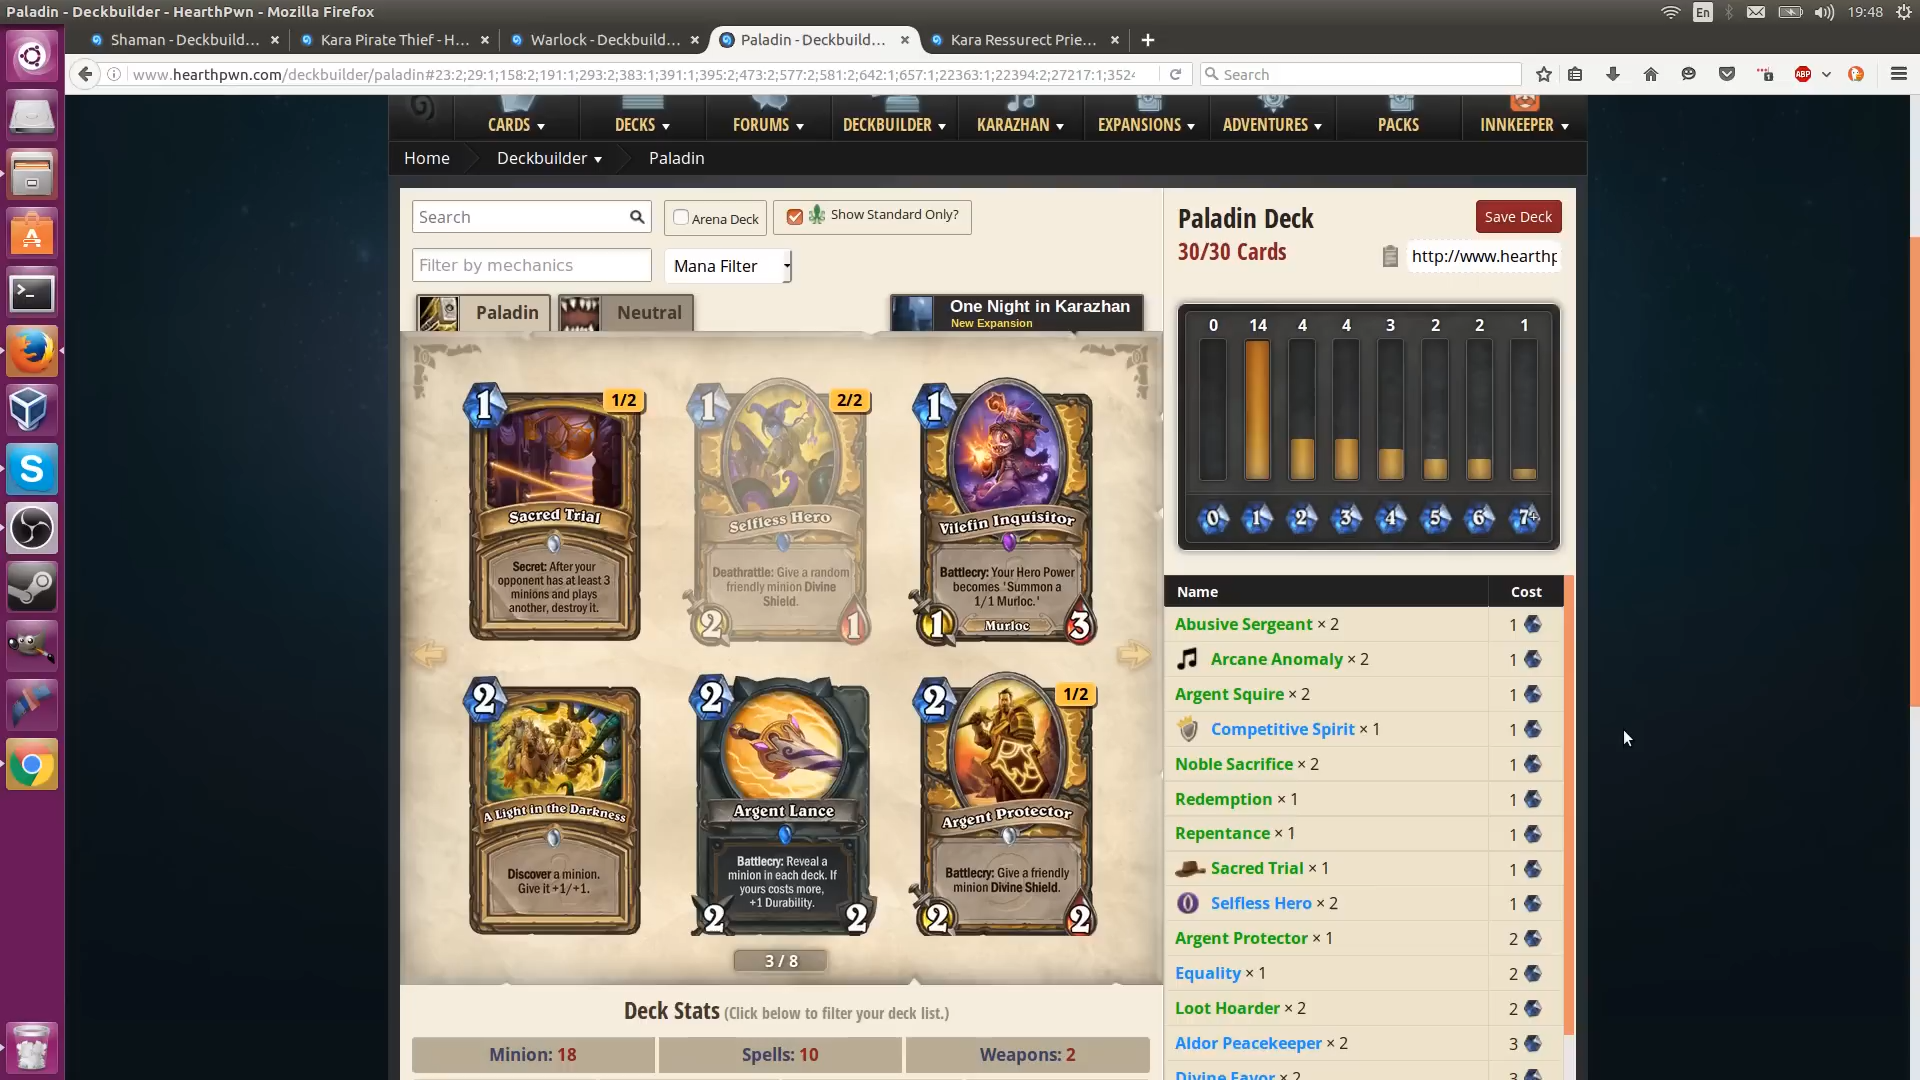 Paladin - Deckbuilder - HearthPwn - Mozilla Firefox
En
19:48
Shaman - Deckbuild...
Kara Pirate Thief - H...
Warlock - Deckbuild...
Paladin - Deckbuild...
Kara Ressurect Prie...
www.hearthpwn.com/deckbuilder/paladin#23:2;29:1;158:2;191:1;293:2;383:1;391:1;395:2;473:2;577:2;581:2;642:1;657:1;22363:1;22394:2;27217:1;3524
Search
ABP
CARDS
DECKS
FORUMS
DECKBUILDER
KARAZHAN
EXPANSIONS
ADVENTURES
PACKS
INNKEEPER
Home
Deckbuilder
Paladin
Search
Arena Deck
Show Standard Only?
Filter by mechanics
Mana Filter
Paladin
Neutral
One Night in Karazhan
New Expansion
1
1/2
Sacred Trial
Secret: After your
opponent has at least 3
minions and plays
another, destroy it.
1
2/2
Selfless Hero
Deathrattle: Give a random
friendly minion Divine
Shield.
2
1
1
Vilefin Inquisitor
Battlecry: Your Hero Power
becomes 'Summon a
1/1 Murloc.'
Murloc
1
3
2
A Light in the Darkness
Discover a minion.
Give it +1/+1.
2
Argent Lance
Battlecry: Reveal a
minion in each deck. If
yours costs more,
+1 Durability.
2
2
2
1/2
Argent Protector
Battlecry: Give a friendly
minion Divine Shield.
2
2
3 / 8
Deck Stats (Click below to filter your deck list.)
Minion: 18
Spells: 10
Weapons: 2
Paladin Deck
Save Deck
30/30 Cards
http://www.hearthp
0 14 4 4 3 2 2 1
0 1 2 3 4 5 6 7+
Name Cost
Abusive Sergeant × 2 1
Arcane Anomaly × 2 1
Argent Squire × 2 1
Competitive Spirit × 1 1
Noble Sacrifice × 2 1
Redemption × 1 1
Repentance × 1 1
Sacred Trial × 1 1
Selfless Hero × 2 1
Argent Protector × 1 2
Equality × 1 2
Loot Hoarder × 2 2
Aldor Peacekeeper × 2 3
Divine Favor × 2 3